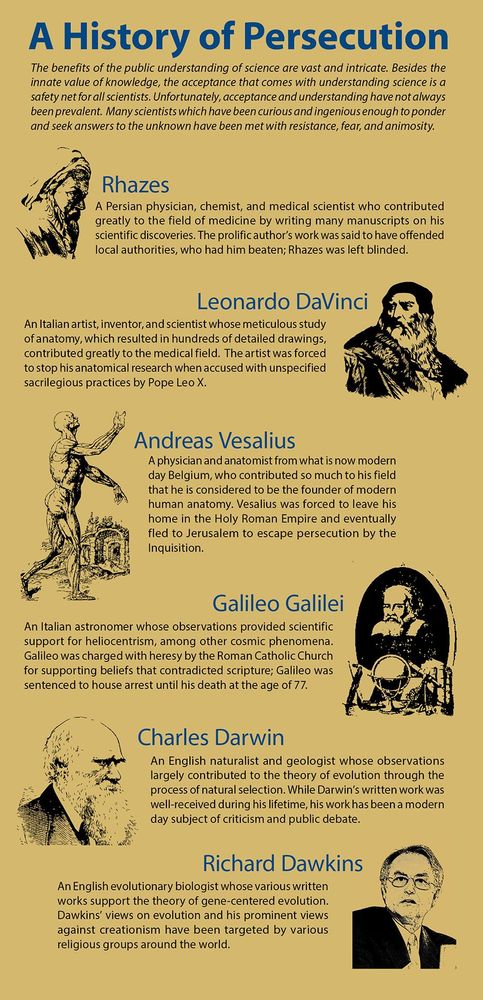 A History of Persecution
The benefits of the public understanding of science are vast and intricate. Besides the
innate value of knowledge, the acceptance that comes with understanding science is a
safety net for all scientists. Unfortunately, acceptance and understanding have not always
been prevalent. Many scientists which have been curious and ingenious enough to ponder
and seek answers to the unknown have been met with resistance, fear, and animosity.
Rhazes
A Persian physician, chemist, and medical scientist who contributed
greatly to the field of medicine by writing many manuscripts on his
scientific discoveries. The prolific author's work was said to have offended
local authorities, who had him beaten; Rhazes was left blinded.
Leonardo DaVinci
An Italian artist, inventor, and scientist whose meticulous study
of anatomy, which resulted in hundreds of detailed drawings,
contributed greatly to the medical field. The artist was forced
to stop his anatomical research when accused with unspecified
sacrilegious practices by Pope Leo X.
Andreas Vesalius
A physician and anatomist from what is now modern
day Belgium, who contributed so much to his field
that he is considered to be the founder of modern
human anatomy. Vesalius was forced to leave his
home in the Holy Roman Empire and eventually
fled to Jerusalem to escape persecution by the
Inquisition.
Galileo Galilei
An Italian astronomer whose observations provided scientific
support for heliocentrism, among other cosmic phenomena.
Galileo was charged with heresy by the Roman Catholic Church
for supporting beliefs that contradicted scripture; Galileo was
sentenced to house arrest until his death at the age of 77.
Charles Darwin
An English naturalist and geologist whose observations
largely contributed to the theory of evolution through the
process of natural selection. While Darwin's written work was
well-received during his lifetime, his work has been a modern
day subject of criticism and public debate.
Richard Dawkins
An English evolutionary biologist whose various written
works support the theory of gene-centered evolution.
Dawkins' views on evolution and his prominent views
against creationism have been targeted by various
religious groups around the world.